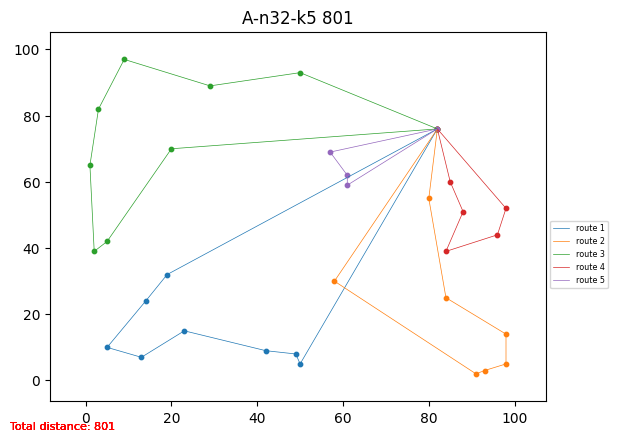 A-n32-k5 801
100
80
60
40
20
0
0 20 40 60 80 100
route 1
route 2
route 3
route 4
route 5
Total distance: 801